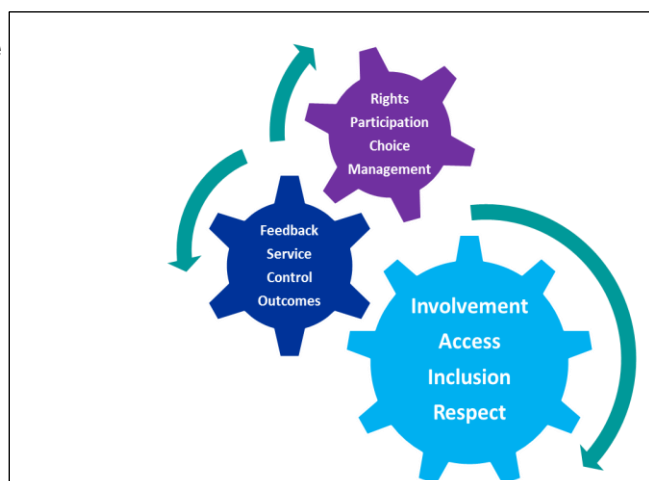 Rights
Participation
Choice
Management
Feedback
Service
Control
Outcomes
Involvement
Access
Inclusion
Respect